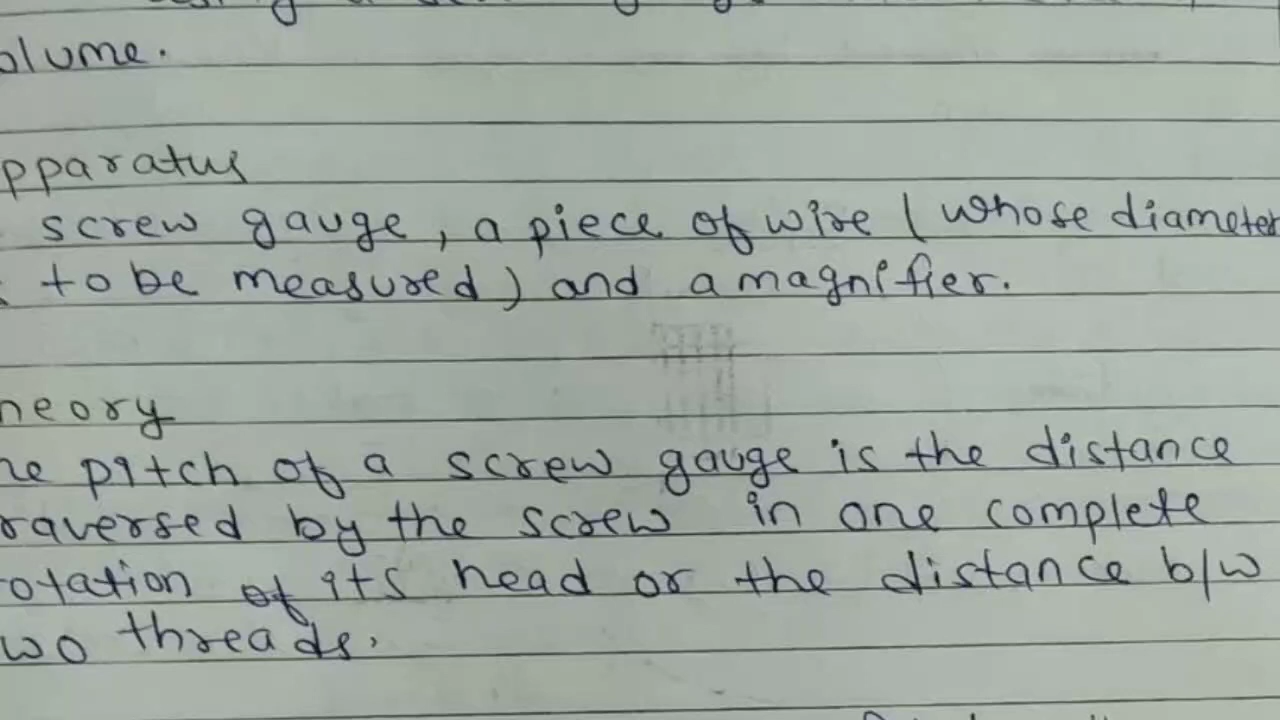 olume.
pparatus
screw gauge, a piece of wire ( whose diameter
to be measured) and a magnifier.
heory
he pitch of a screw gauge is the distance
raversed by the screw in one complete
otation of its head or the distance b/w
wo threads.